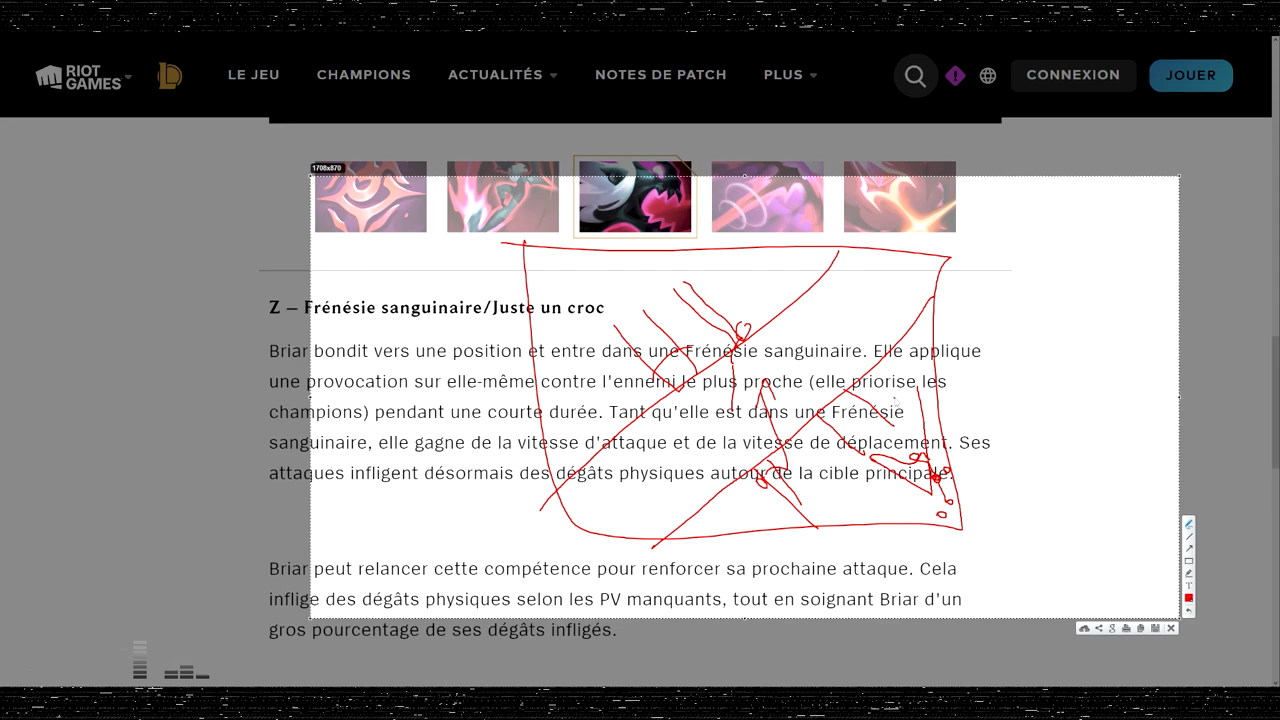 RIOT
GAMES
LE JEU
CHAMPIONS
ACTUALITÉS
NOTES DE PATCH
PLUS
CONNEXION
JOUER
1708x870
Z – Frénésie sanguinaire/Juste un croc
Briar bondit vers une position et entre dans une Frénésie sanguinaire. Elle applique
une provocation sur elle-même contre l'ennemi le plus proche (elle priorise les
champions) pendant une courte durée. Tant qu'elle est dans une Frénésie
sanguinaire, elle gagne de la vitesse d'attaque et de la vitesse de déplacement. Ses
attaques infligent désormais des dégâts physiques autour de la cible principale.
Briar peut relancer cette compétence pour renforcer sa prochaine attaque. Cela
inflige des dégâts physiques selon les PV manquants, tout en soignant Briar d'un
gros pourcentage de ses dégâts infligés.